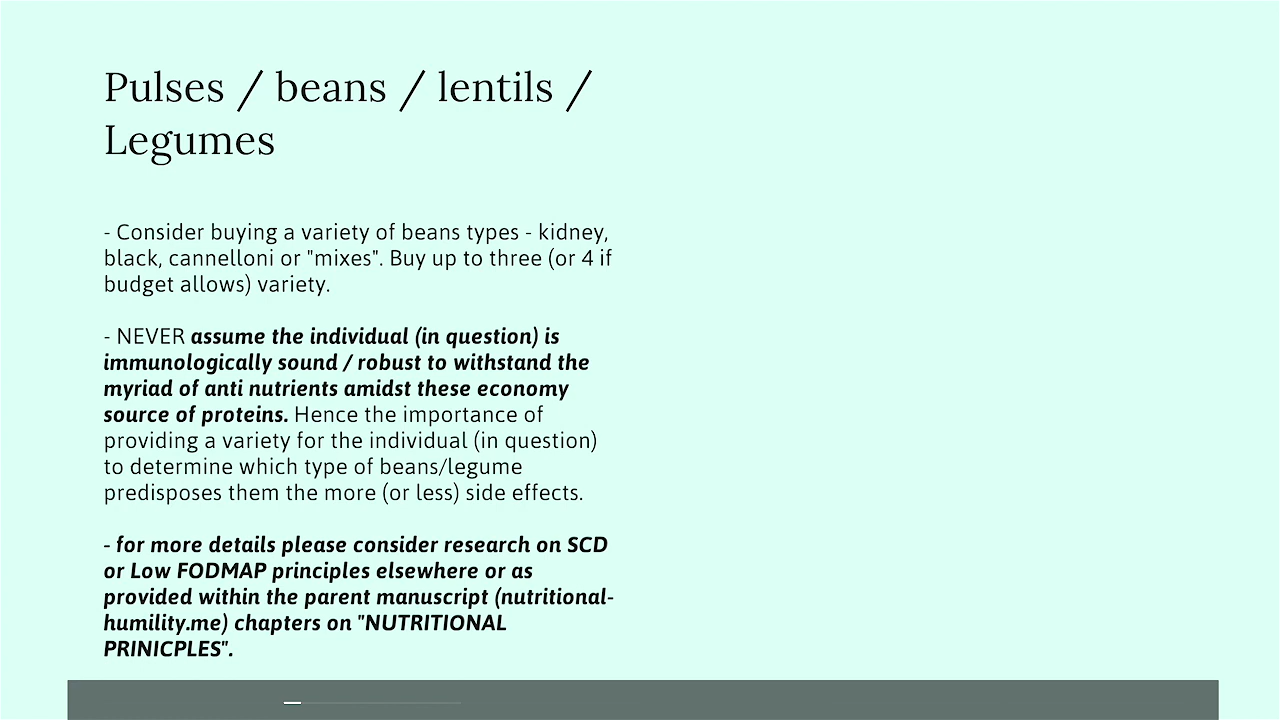 Pulses / beans / lentils /
Legumes
- Consider buying a variety of beans types - kidney,
black, cannelloni or "mixes". Buy up to three (or 4 if
budget allows) variety.
- NEVER assume the individual (in question) is
immunologically sound / robust to withstand the
myriad of anti nutrients amidst these economy
source of proteins. Hence the importance of
providing a variety for the individual (in question)
to determine which type of beans/legume
predisposes them the more (or less) side effects.
- for more details please consider research on SCD
or Low FODMAP principles elsewhere or as
provided within the parent manuscript (nutritional-
humility.me) chapters on "NUTRITIONAL
PRINICPLES".